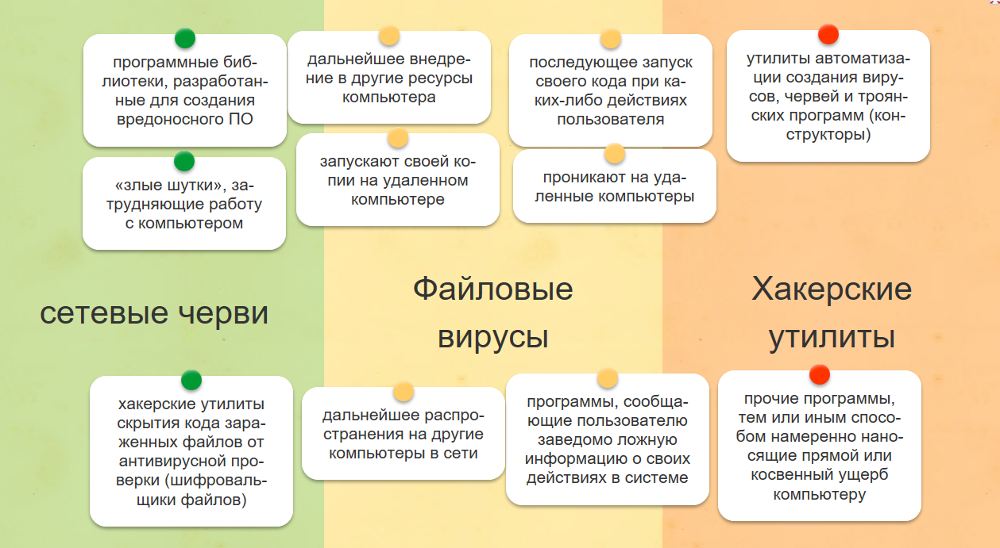 программные биб-
лиотеки, разработан-
ные для создания
вредоносного ПО
дальнейшее внедре-
ние в другие ресурсы
компьютера
последующее запуск
своего кода при ка-
ких-либо действиях
пользователя
утилиты автоматиза-
ции создания виру-
сов, червей и троян-
ских программ (кон-
структоры)
«злые шутки», за-
трудняющие работу
с компьютером
запускают своей ко-
пии на удаленном
компьютере
проникают на уда-
ленные компьютеры
сетевые черви
Файловые
вирусы
Хакерские
утилиты
хакерские утилиты
скрытия кода зара-
женных файлов от
антивирусной про-
верки (шифроваль-
щики файлов)
дальнейшее распро-
странения на другие
компьютеры в сети
программы, сообща-
ющие пользователю
заведомо ложную
информацию о своих
действиях в системе
прочие программы,
тем или иным спосо-
бом намеренно нано-
сящие прямой или
косвенный ущерб
компьютеру